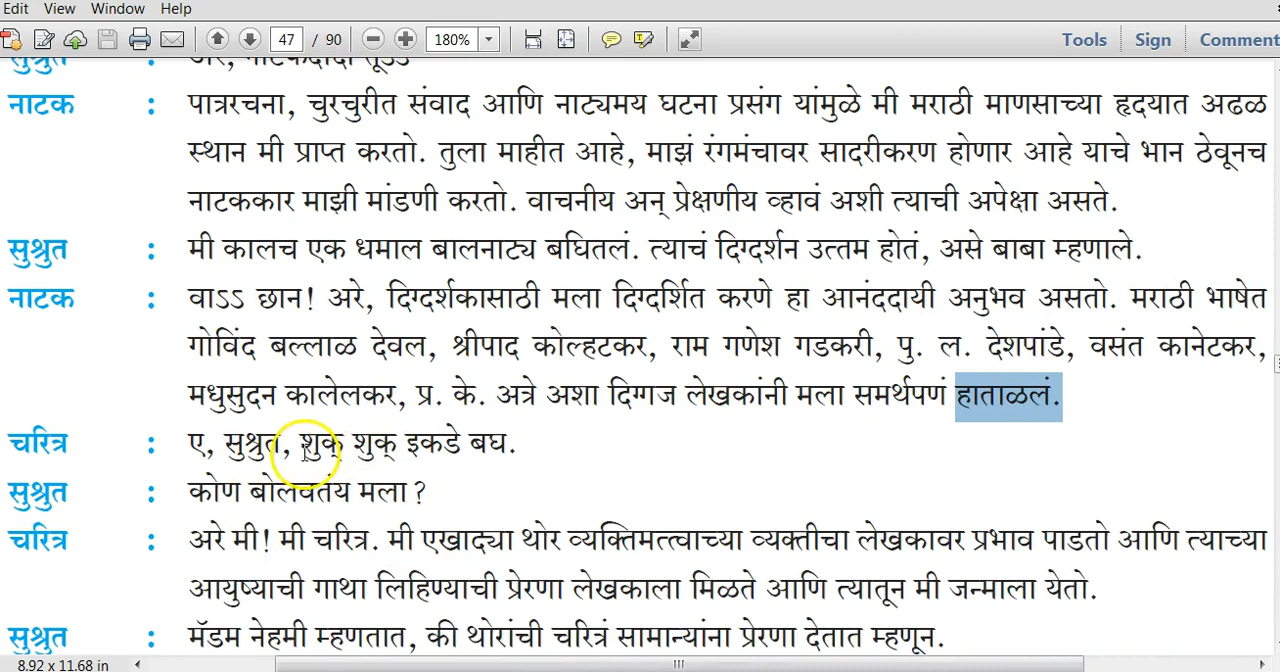 Edit View Window Help
47 / 90 180% Tools Sign Comment
सुश्रुत : अरे, नाटकदादा तूऽऽ
नाटक : पात्ररचना, चुरचुरीत संवाद आणि नाट्यमय घटना प्रसंग यांमुळे मी मराठी माणसाच्या हृदयात अढळ
स्थान मी प्राप्त करतो. तुला माहीत आहे, माझं रंगमंचावर सादरीकरण होणार आहे याचे भान ठेवूनच
नाटककार माझी मांडणी करतो. वाचनीय अन् प्रेक्षणीय व्हावं अशी त्याची अपेक्षा असते.
सुश्रुत : मी कालच एक धमाल बालनाट्य बघितलं. त्याचं दिग्दर्शन उत्तम होतं, असे बाबा म्हणाले.
नाटक : वाऽऽ छान! अरे, दिग्दर्शकासाठी मला दिग्दर्शित करणे हा आनंददायी अनुभव असतो. मराठी भाषेत
गोविंद बल्लाळ देवल, श्रीपाद कोल्हटकर, राम गणेश गडकरी, पु. ल. देशपांडे, वसंत कानेटकर,
मधुसुदन कालेलकर, प्र. के. अत्रे अशा दिग्गज लेखकांनी मला समर्थपणं हाताळलं.
चरित्र : ए, सुश्रुत, शुक् शुक् इकडे बघ.
सुश्रुत : कोण बोलवतंय मला?
चरित्र : अरे मी! मी चरित्र. मी एखाद्या थोर व्यक्तिमत्त्वाच्या व्यक्तीचा लेखकावर प्रभाव पाडतो आणि त्याच्या
आयुष्याची गाथा लिहिण्याची प्रेरणा लेखकाला मिळते आणि त्यातून मी जन्माला येतो.
सुश्रुत : मॅडम नेहमी म्हणतात, की थोरांची चरित्रं सामान्यांना प्रेरणा देतात म्हणून.
8.92 x 11.68 in